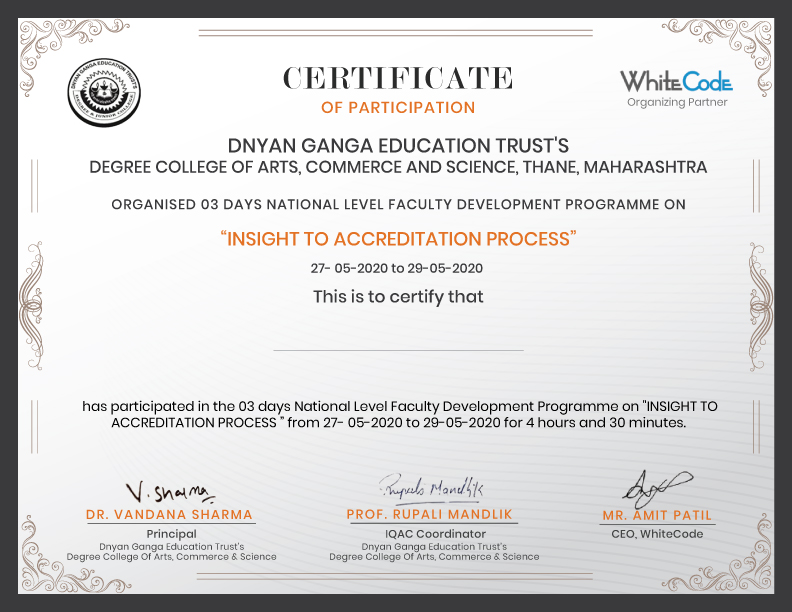 DNYAN GANGA EDUCATION TRUST'S
DEGREE & JUNIOR COLLEGE
CERTIFICATE
OF PARTICIPATION
WhiteCode
Organizing Partner
DNYAN GANGA EDUCATION TRUST'S
DEGREE COLLEGE OF ARTS, COMMERCE AND SCIENCE, THANE, MAHARASHTRA
ORGANISED 03 DAYS NATIONAL LEVEL FACULTY DEVELOPMENT PROGRAMME ON
“INSIGHT TO ACCREDITATION PROCESS”
27- 05-2020 to 29-05-2020
This is to certify that
has participated in the 03 days National Level Faculty Development Programme on "INSIGHT TO
ACCREDITATION PROCESS " from 27- 05-2020 to 29-05-2020 for 4 hours and 30 minutes.
V. Sharma
Rupali Mandlik
DR. VANDANA SHARMA
PROF. RUPALI MANDLIK
MR. AMIT PATIL
Principal
IQAC Coordinator
CEO, WhiteCode
Dnyan Ganga Education Trust's
Degree College Of Arts, Commerce & Science
Dnyan Ganga Education Trust's
Degree College Of Arts, Commerce & Science